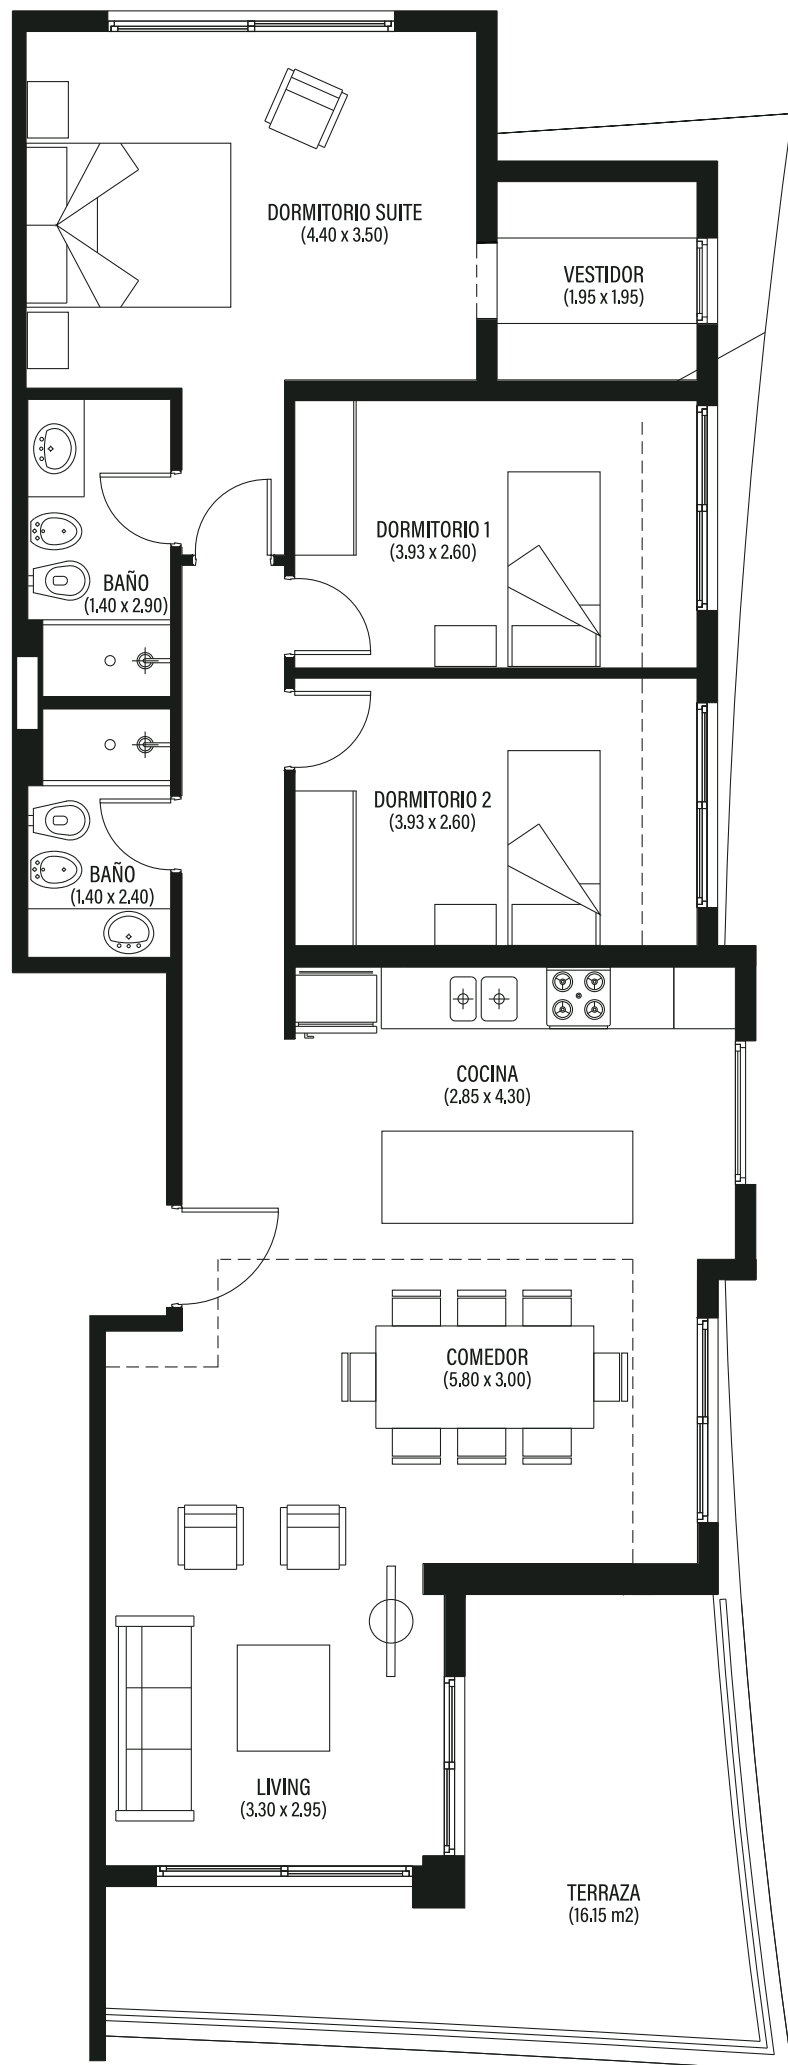 DORMITORIO SUITE
(4.40 x 3.50)
VESTIDOR
(1.95 x 1.95)
DORMITORIO 1
(3.93 x 2.60)
BAÑO
(1.40 x 2.90)
DORMITORIO 2
(3.93 x 2.60)
BAÑO
(1.40 x 2.40)
COCINA
(2.85 x 4.30)
COMEDOR
(5.80 x 3.00)
LIVING
(3.30 x 2.95)
TERRAZA
(16.15 m2)